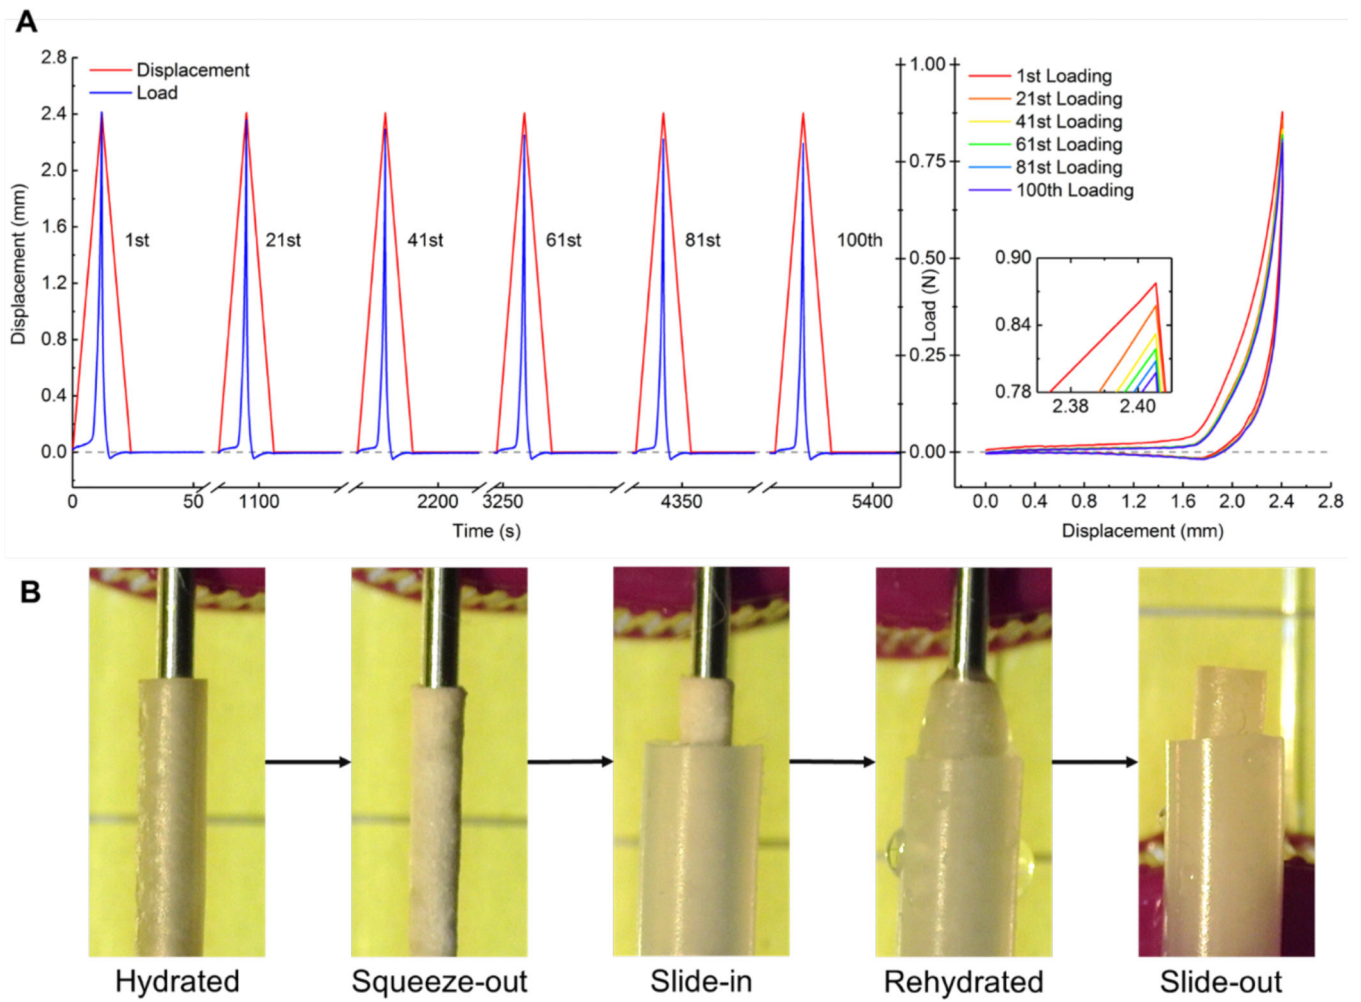 A
2.8
2.4
2.0
1.6
1.2
0.8
0.4
0.0
Displacement (mm)
Displacement
Load
1st
21st
41st
61st
81st
100th
0
50
1100
2200
3250
4350
5400
Time (s)
1.00
0.75
0.50
0.25
0.00
Load (N)
1st Loading
21st Loading
41st Loading
61st Loading
81st Loading
100th Loading
0.90
0.84
0.78
2.38
2.40
0.0
0.4
0.8
1.2
1.6
2.0
2.4
2.8
Displacement (mm)
B
Hydrated
Squeeze-out
Slide-in
Rehydrated
Slide-out